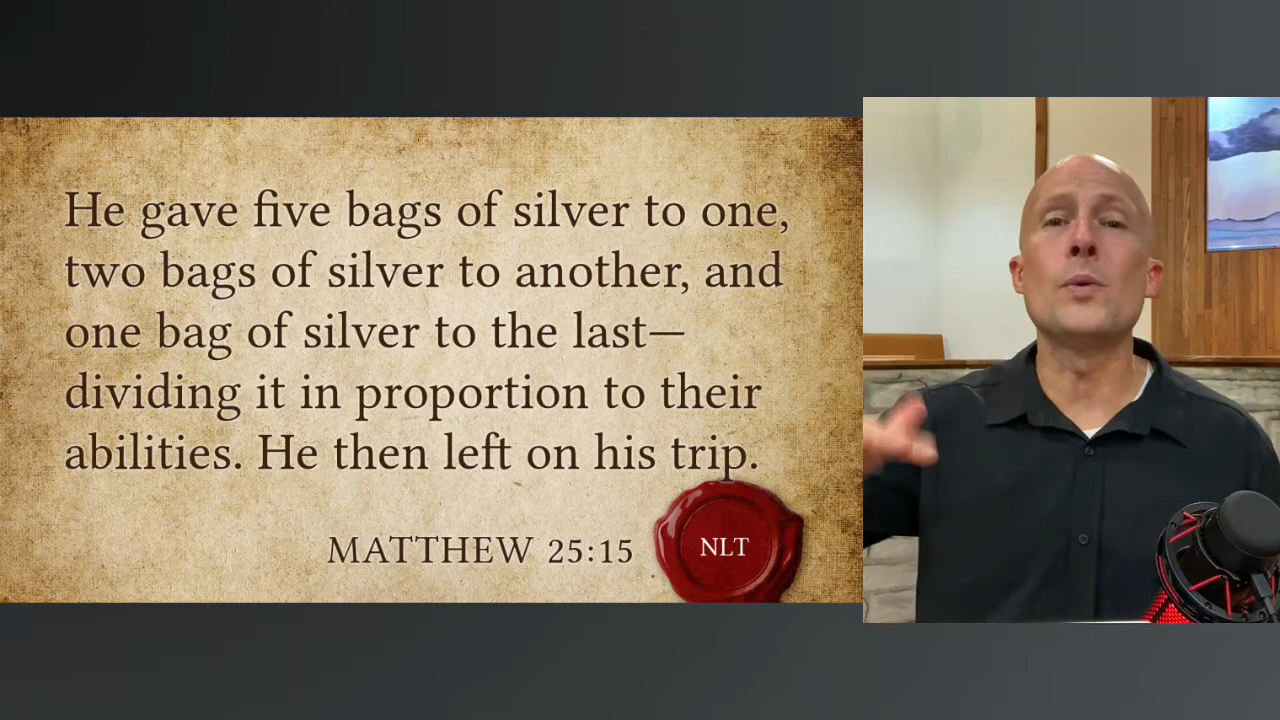 He gave five bags of silver to one,
two bags of silver to another, and
one bag of silver to the last—
dividing it in proportion to their
abilities. He then left on his trip.
MATTHEW 25:15
NLT